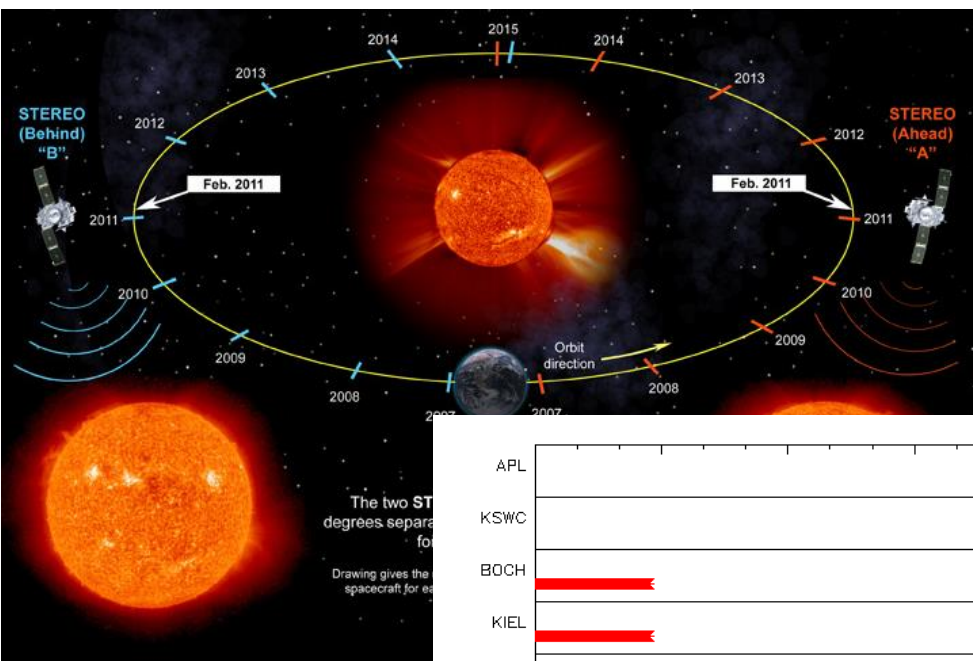 2015
2014
2014
2013
2013
STEREO
(Behind)
"B"
STEREO
(Ahead)
"A"
2012
2012
Feb. 2011
Feb. 2011
2011
2011
2010
2010
2009
2009
Orbit
direction
2008
2008
2007
The two ST
degrees separa
for
Drawing gives the
spacecraft for ea
APL
KSWC
BOCH
KIEL